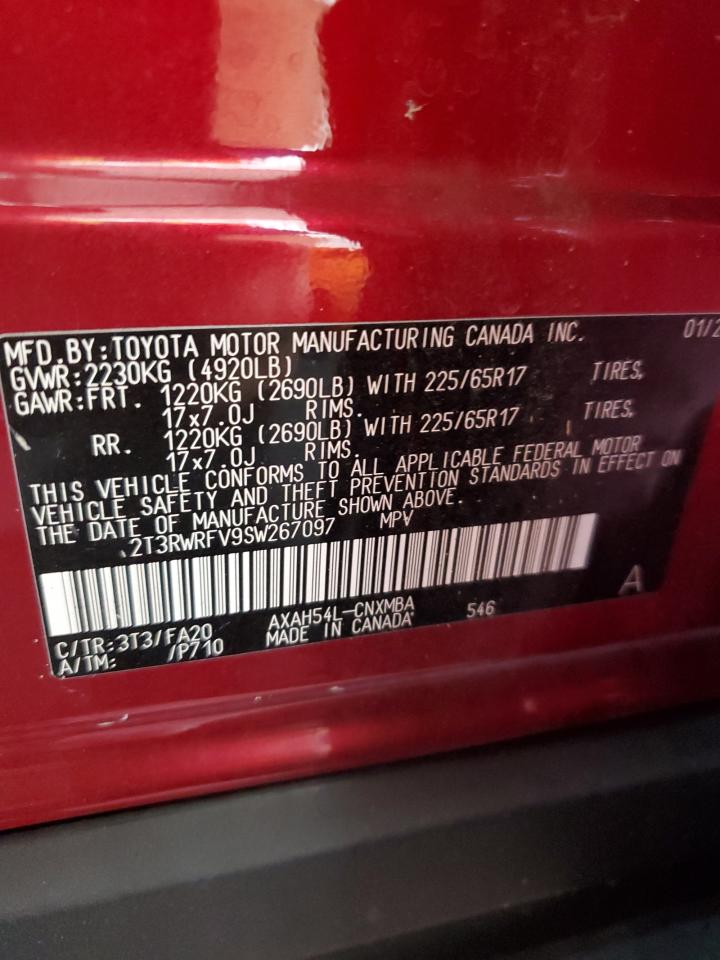 MFD.BY:TOYOTA MOTOR MANUFACTURING CANADA INC. 01/2
GVWR:2230KG (4920LB)
GAWR:FRT. 1220KG (2690LB) WITH 225/65R17 TIRES,
17x7.0J RIMS.
RR. 1220KG (2690LB) WITH 225/65R17 TIRES,
17x7.0J RIMS.
THIS VEHICLE CONFORMS TO ALL APPLICABLE FEDERAL MOTOR
VEHICLE SAFETY AND THEFT PREVENTION STANDARDS IN EFFECT ON
THE DATE OF MANUFACTURE SHOWN ABOVE.
2T3RWRFV9SW267097 MPV
A
C/TR:3T3/FA20 AXAH54L-CNXMBA 546
A/TM: /P710 MADE IN CANADA